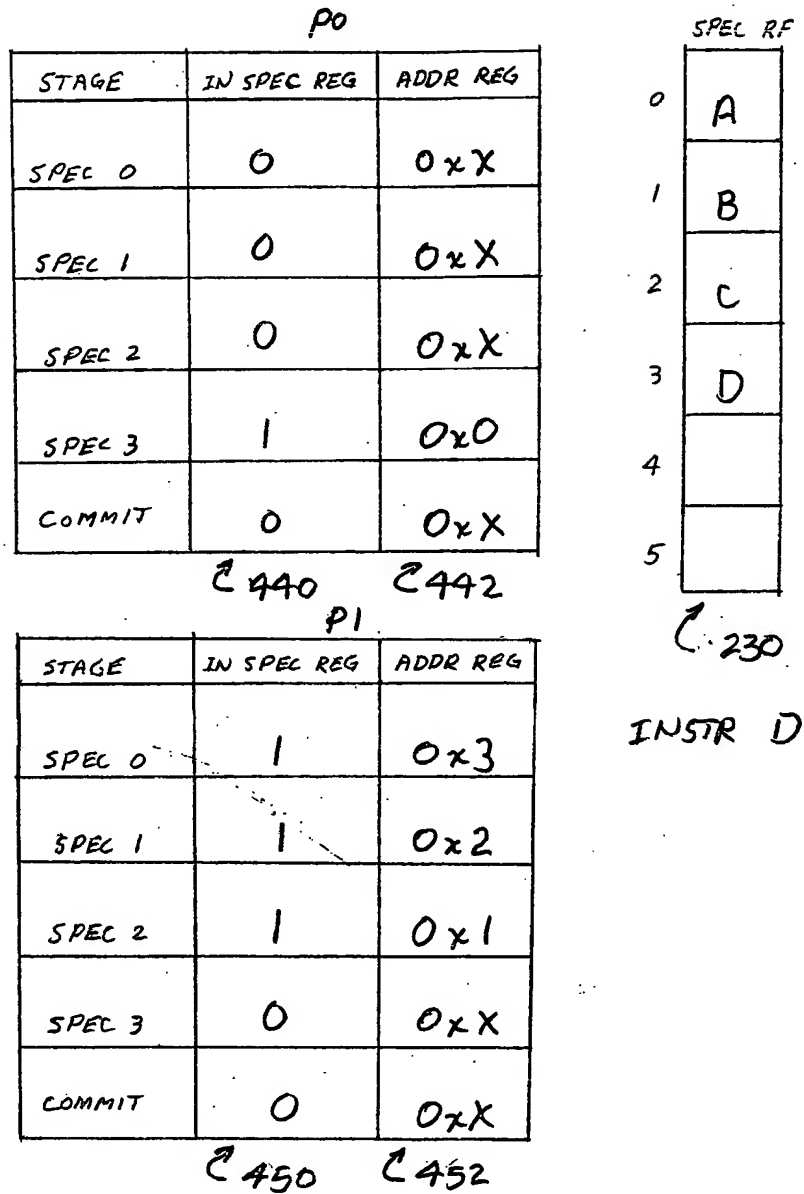 P0
STAGE IN SPEC REG ADDR REG
SPEC 0 0 0xX
SPEC 1 0 0xX
SPEC 2 0 0xX
SPEC 3 1 0x0
COMMIT 0 0xX
440 442
P1
STAGE IN SPEC REG ADDR REG
SPEC 0 1 0x3
SPEC 1 1 0x2
SPEC 2 1 0x1
SPEC 3 0 0xX
COMMIT 0 0xX
450 452
SPEC RF
0 A
1 B
2 C
3 D
4
5
230
INSTR D